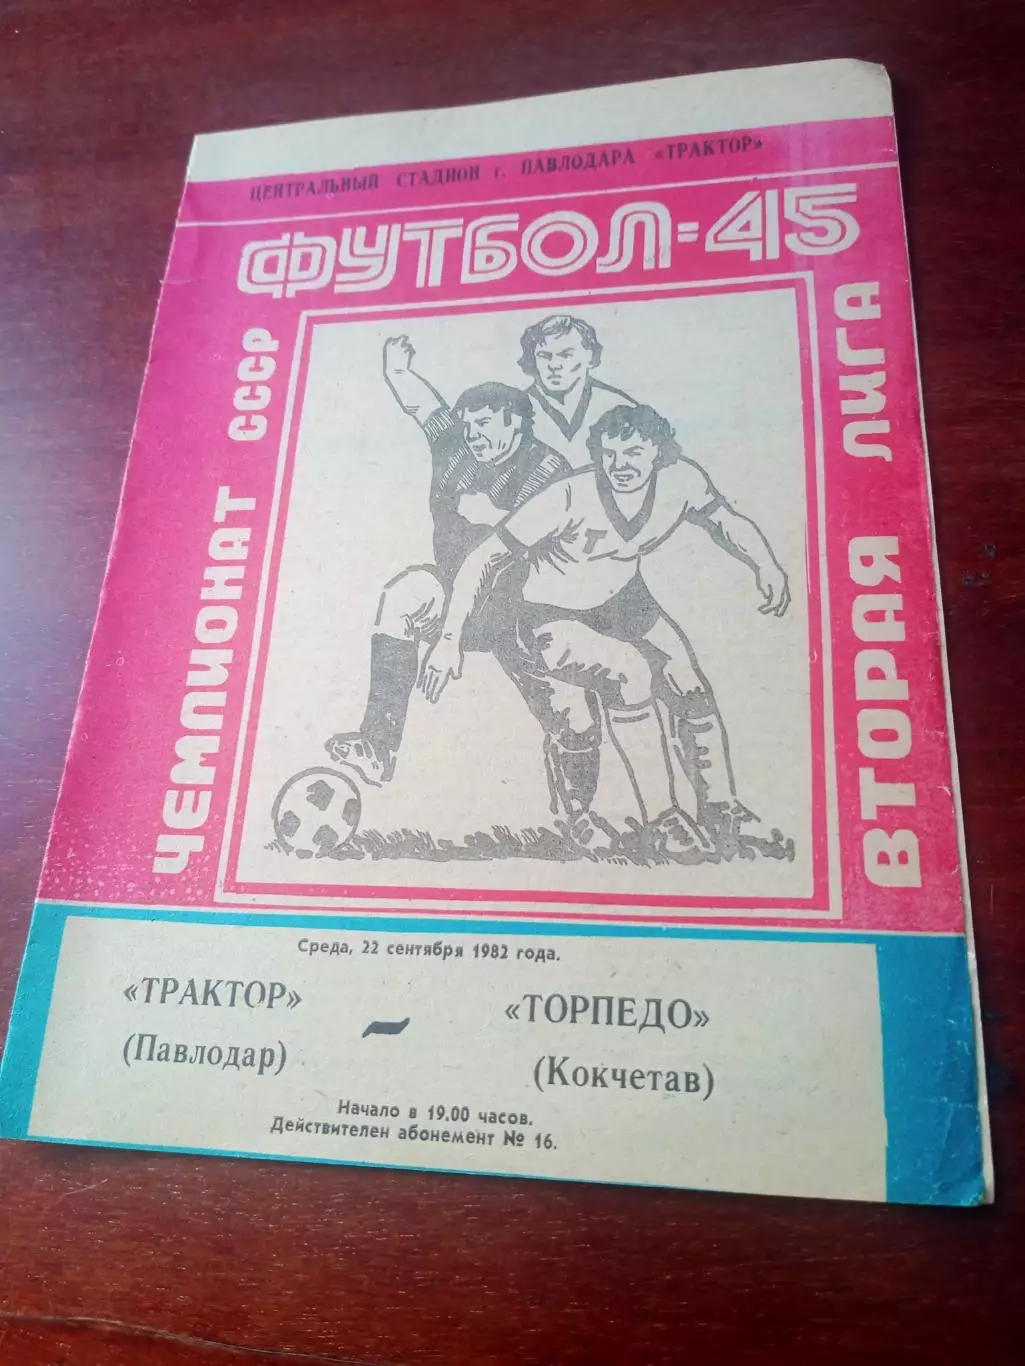 ЦЕНТРАЛЬНЫЙ СТАДИОН г. ПАВЛОДАРА «ТРАКТОР»
ФУТБОЛ-45
ЧЕМПИОНАТ СССР
ВТОРАЯ ЛИГА
Т
Среда, 22 сентября 1982 года.
«ТРАКТОР» – «ТОРПЕДО»
(Павлодар) (Кокчетав)
Начало в 19.00 часов.
Действителен абонемент № 16.